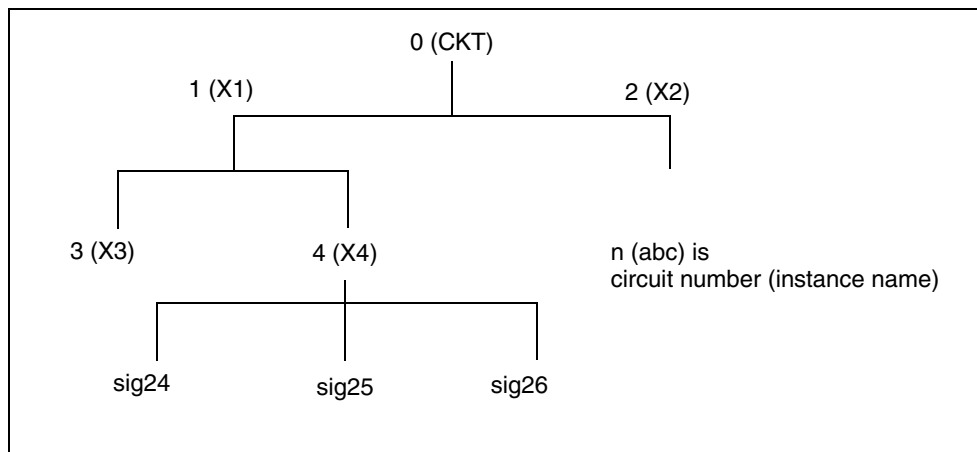 0 (CKT)
1 (X1)
2 (X2)
3 (X3)
4 (X4)
n (abc) is
circuit number (instance name)
sig24
sig25
sig26